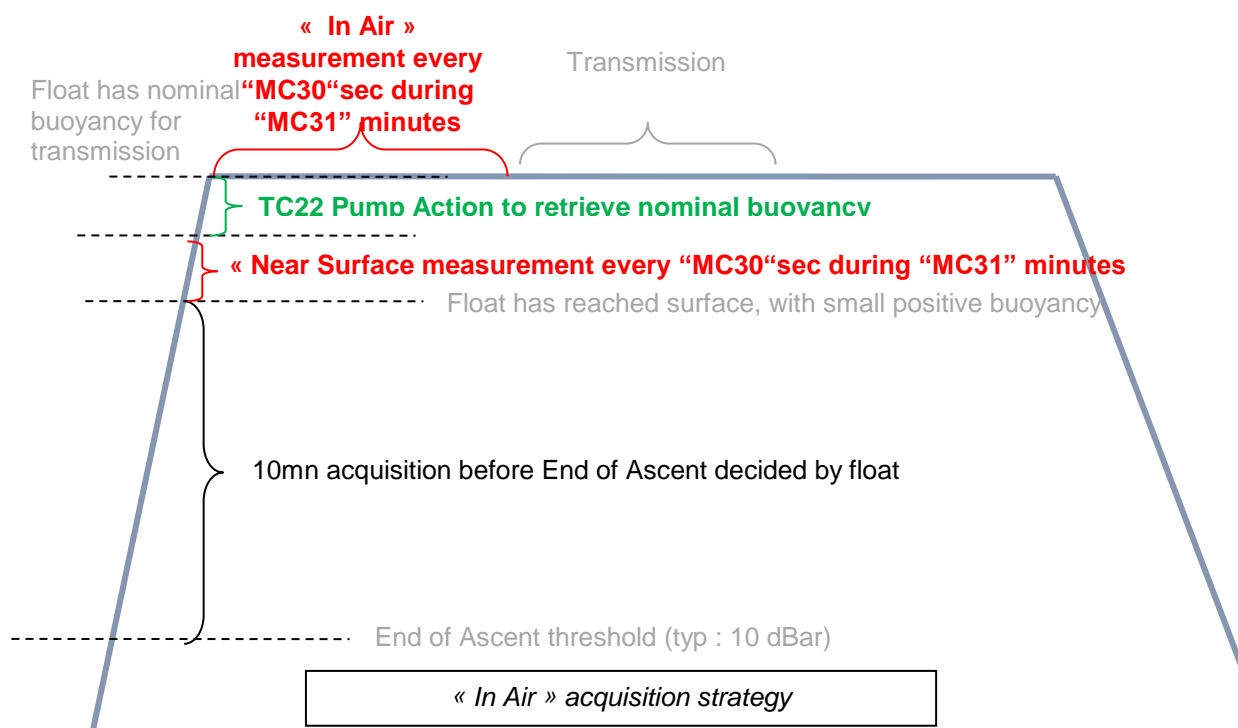 « In Air »
measurement every
“MC30“sec during
“MC31” minutes
Transmission
Float has nominal
buoyancy for
transmission
TC22 Pump Action to retrieve nominal buoyancy
« Near Surface measurement every “MC30“sec during “MC31” minutes
Float has reached surface, with small positive buoyancy
10mn acquisition before End of Ascent decided by float
End of Ascent threshold (typ : 10 dBar)
« In Air » acquisition strategy